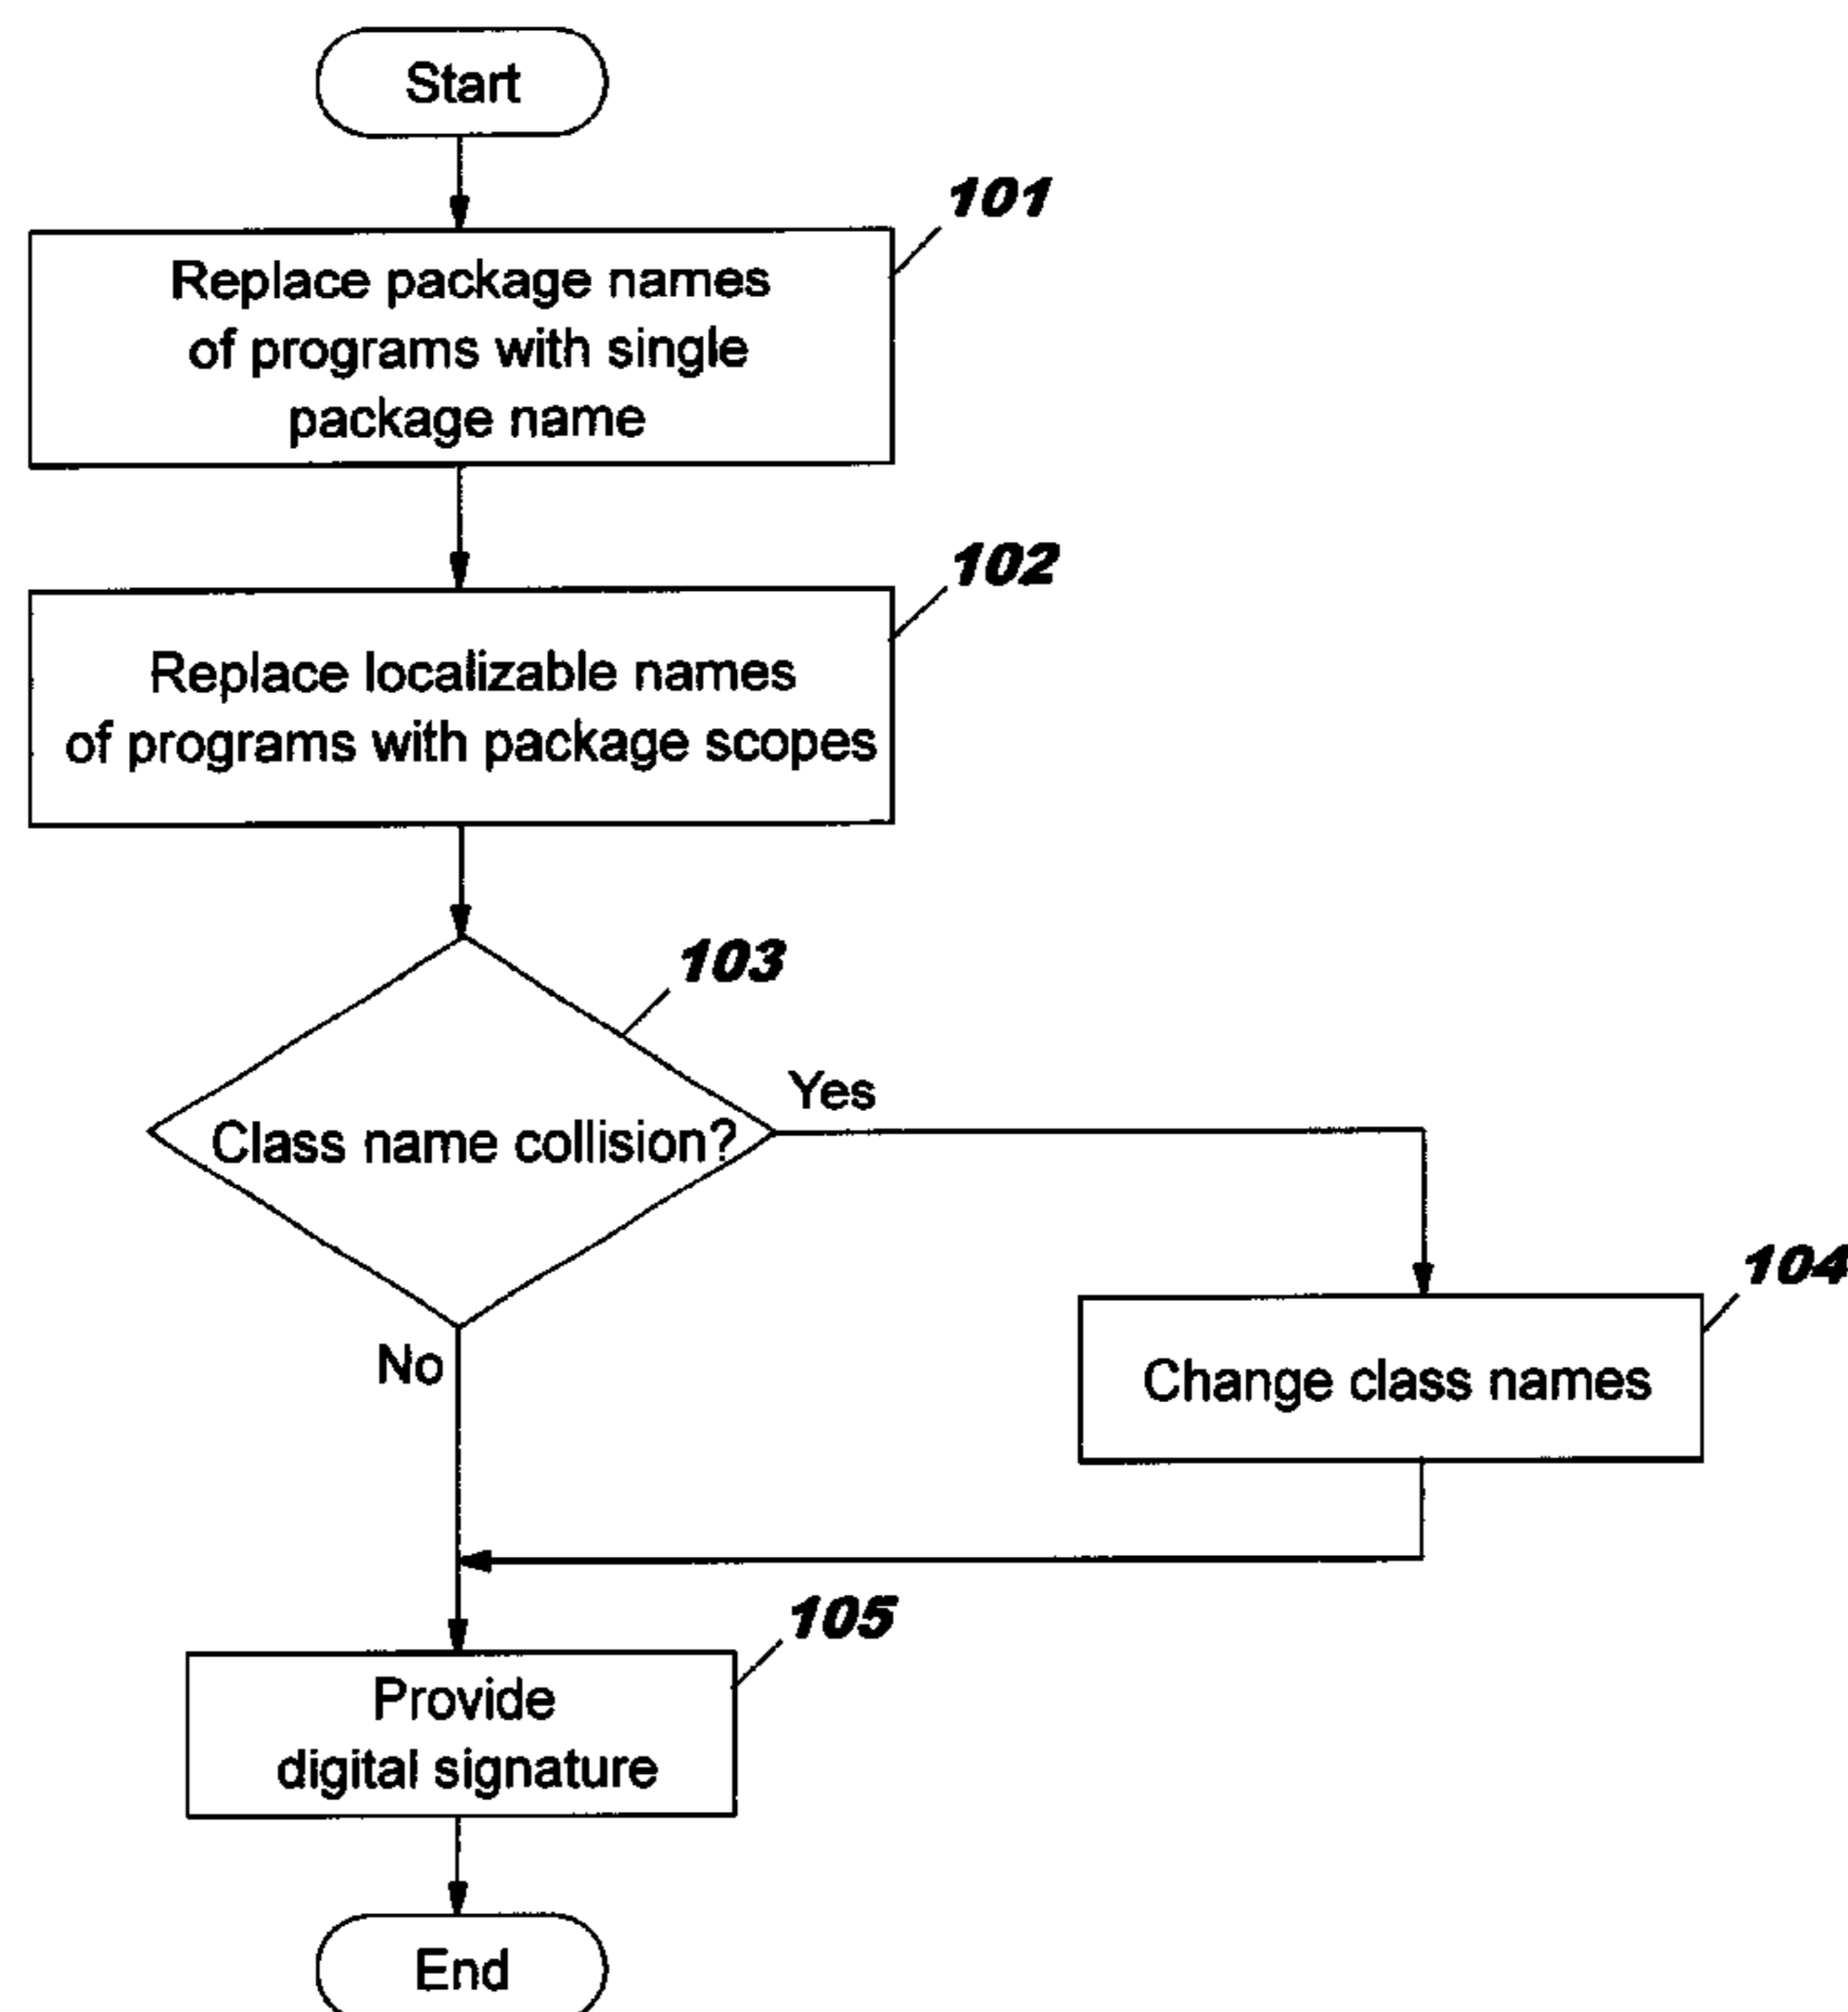 Start
101
Replace package names
of programs with single
package name
102
Replace localizable names
of programs with package scopes
103
Class name collision?
Yes
No
104
Change class names
105
Provide
digital signature
End